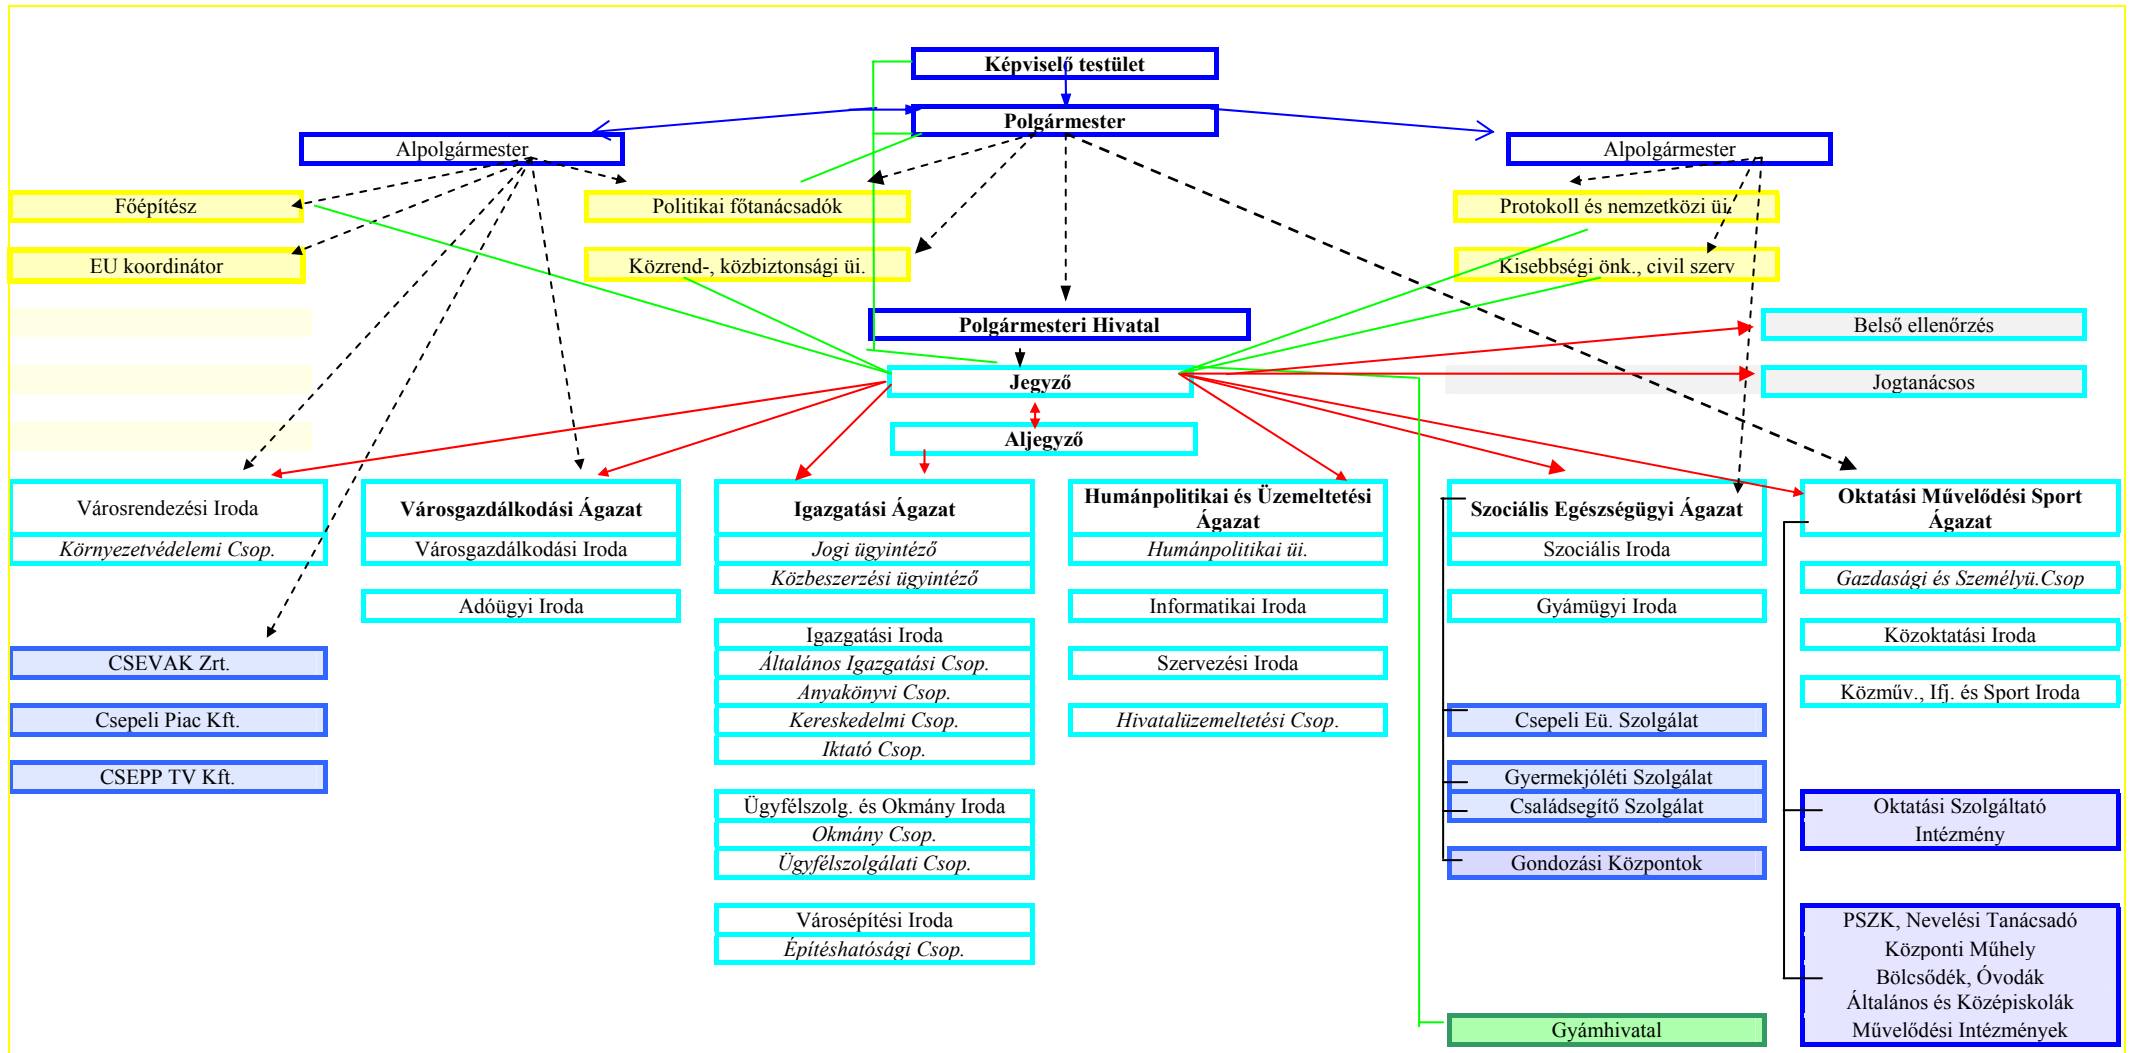 Képviselő testület
Polgármester
Alpolgármester
Alpolgármester
Főépítész
Politikai főtanácsadók
Protokoll és nemzetközi üi.
EU koordinátor
Közrend-, közbiztonsági üi.
Kisebbségi önk., civil szerv
Polgármesteri Hivatal
Belső ellenőrzés
Jegyző
Jogtanácsos
Aljegyző
Városrendezési Iroda
Környezetvédelemi Csop.
CSEVAK Zrt.
Csepeli Piac Kft.
CSEPP TV Kft.
Városgazdálkodási Ágazat
Városgazdálkodási Iroda
Adóügyi Iroda
Igazgatási Ágazat
Jogi ügyintéző
Közbeszerzési ügyintéző
Igazgatási Iroda
Általános Igazgatási Csop.
Anyakönyvi Csop.
Kereskedelmi Csop.
Iktató Csop.
Ügyfélszolg. és Okmány Iroda
Okmány Csop.
Ügyfélszolgálati Csop.
Városépítési Iroda
Építéshatósági Csop.
Humánpolitikai és Üzemeltetési
Ágazat
Humánpolitikai üi.
Informatikai Iroda
Szervezési Iroda
Hivatalüzemeltetési Csop.
Szociális Egészségügyi Ágazat
Szociális Iroda
Gyámügyi Iroda
Csepeli Eü. Szolgálat
Gyermekjóléti Szolgálat
Családsegítő Szolgálat
Gondozási Központok
Gyámhivatal
Oktatási Művelődési Sport
Ágazat
Gazdasági és Személyü.Csop
Közoktatási Iroda
Közműv., Ifj. és Sport Iroda
Oktatási Szolgáltató
Intézmény
PSZK, Nevelési Tanácsadó
Központi Műhely
Bölcsődék, Óvodák
Általános és Középiskolák
Művelődési Intézmények